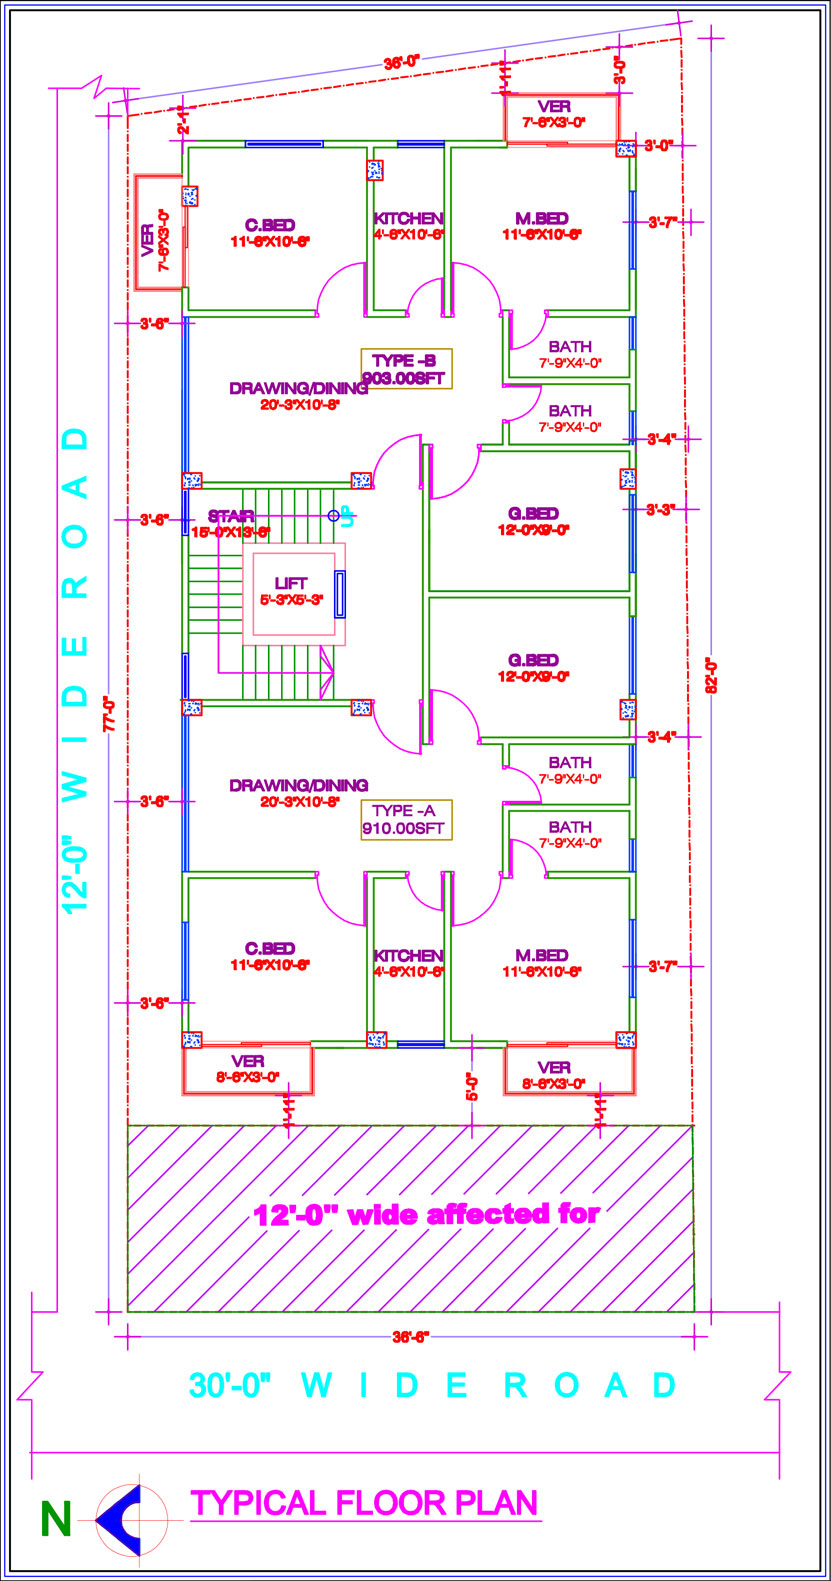 36'-0"
1'-11"
3'-0"
VER
7'-6"X3'-0"
2'-1"
3'-0"
VER
7'-6"X3'-0"
C.BED
11'-6"X10'-6"
KITCHEN
4'-6"X10'-6"
M.BED
11'-6"X10'-6"
3'-7"
3'-6"
BATH
7'-9"X4'-0"
TYPE -B
903.00SFT
DRAWING/DINING
20'-3"X10'-8"
BATH
7'-9"X4'-0"
3'-4"
3'-6"
STAIR
15'-0"X13'-6"
UP
G.BED
12'-0"X9'-0"
3'-3"
LIFT
5'-3"X5'-3"
12'-0" WIDE ROAD
77'-0"
82'-0"
G.BED
12'-0"X9'-0"
3'-4"
DRAWING/DINING
20'-3"X10'-8"
BATH
7'-9"X4'-0"
3'-6"
TYPE -A
910.00SFT
BATH
7'-9"X4'-0"
C.BED
11'-6"X10'-6"
KITCHEN
4'-6"X10'-6"
M.BED
11'-6"X10'-6"
3'-7"
3'-6"
VER
8'-6"X3'-0"
VER
8'-6"X3'-0"
5'-0"
1'-11"
1'-11"
12'-0" wide affected for
36'-6"
30'-0" WIDE ROAD
N
TYPICAL FLOOR PLAN